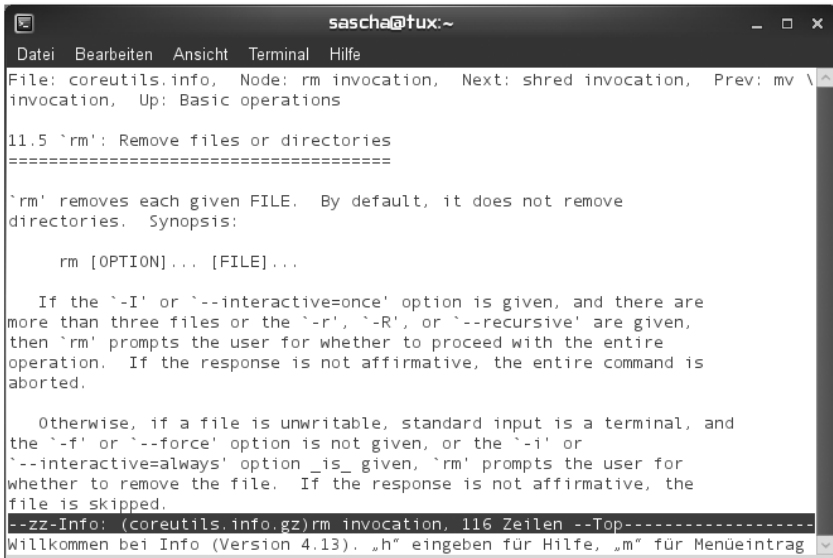 sascha@tux:~
Datei Bearbeiten Ansicht Terminal Hilfe
File: coreutils.info,  Node: rm invocation,  Next: shred invocation,  Prev: mv \
invocation,  Up: Basic operations
11.5 `rm': Remove files or directories
======================================
`rm' removes each given FILE.  By default, it does not remove
directories.  Synopsis:
     rm [OPTION]... [FILE]...
   If the `-I' or `--interactive=once' option is given, and there are
more than three files or the `-r', `-R', or `--recursive' are given,
then `rm' prompts the user for whether to proceed with the entire
operation.  If the response is not affirmative, the entire command is
aborted.
   Otherwise, if a file is unwritable, standard input is a terminal, and
the `-f' or `--force' option is not given, or the `-i' or
`--interactive=always' option _is_ given, `rm' prompts the user for
whether to remove the file.  If the response is not affirmative, the
file is skipped.
--zz-Info: (coreutils.info.gz)rm invocation, 116 Zeilen --Top-------------------
Willkommen bei Info (Version 4.13). „h“ eingeben für Hilfe, „m“ für Menüeintrag